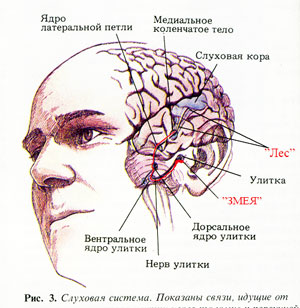 Ядро
латеральной петли
Медиальное
коленчатое тело
Слуховая кора
"Лес"
Улитка
"ЗМЕЯ"
Дорсальное
ядро улитки
Вентральное
ядро улитки
Нерв улитки
Рис. 3. Слуховая система. Показаны связи, идущие от